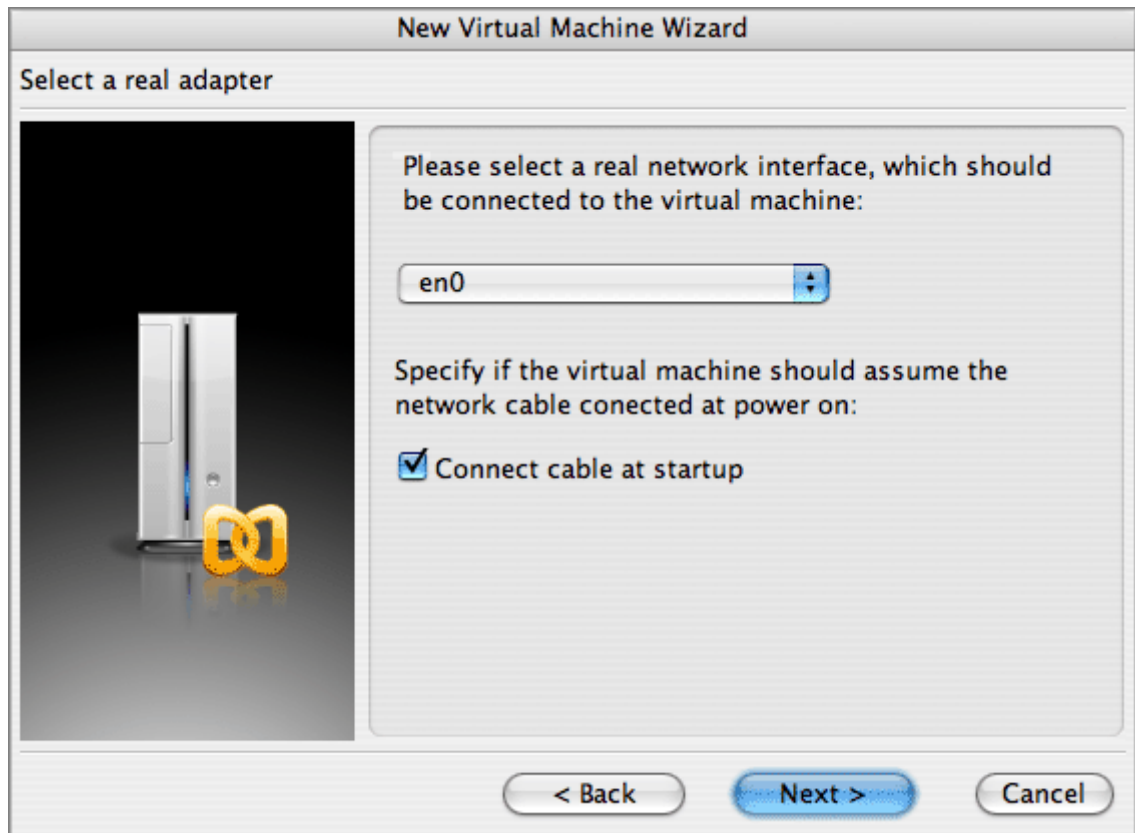 New Virtual Machine Wizard
Select a real adapter
Please select a real network interface, which should
be connected to the virtual machine:
en0
Specify if the virtual machine should assume the
network cable conected at power on:
Connect cable at startup
< Back
Next >
Cancel